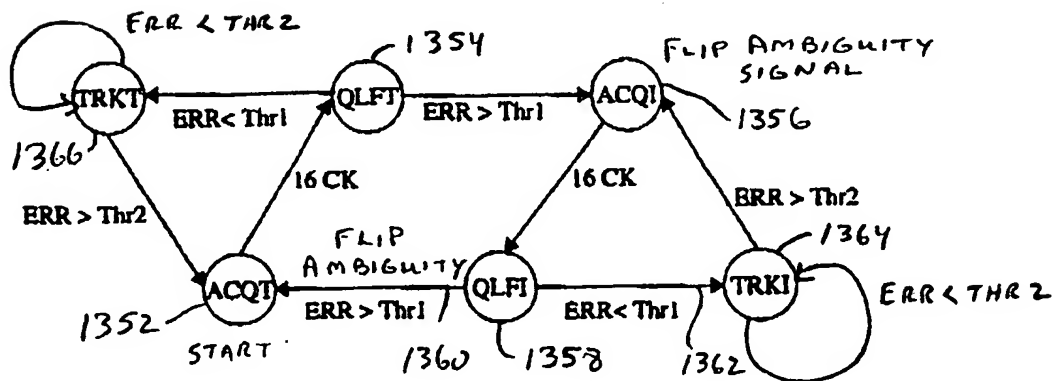 ERR < THR 2
1354
FLIP AMBIGUITY
SIGNAL
TRKT
QLFT
ACQI
ERR< Thr1
ERR > Thr1
1356
1366
16 CK
16 CK
ERR > Thr2
ERR > Thr2
FLIP
AMBIGUITY
1364
ACQT
QLFI
TRKI
ERR < THR 2
ERR > Thr1
ERR< Thr1
1352
START
1360
1358
1362